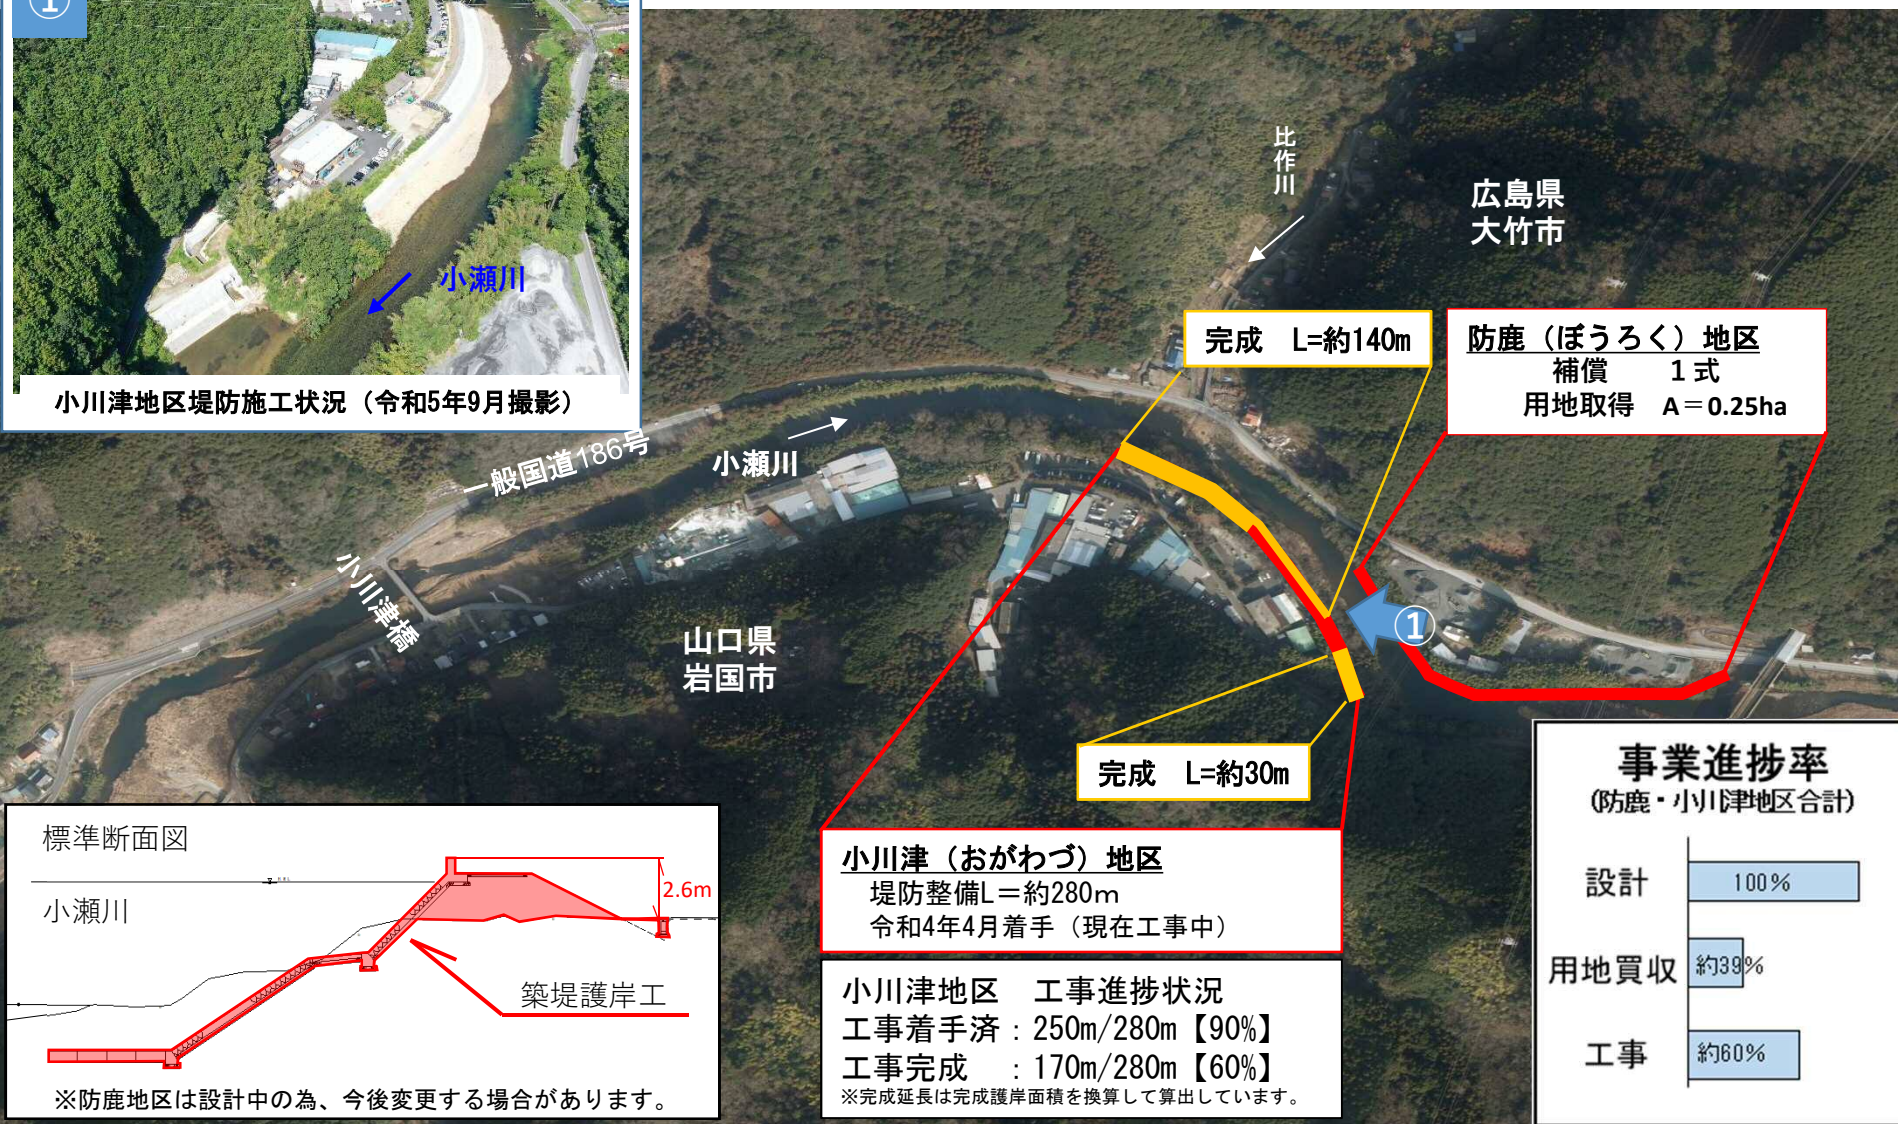 ①
小瀬川
小川津地区堤防施工状況（令和5年9月撮影）
比作川
広島県
大竹市
完成　L=約140m
防鹿（ぼうろく）地区
補償　　1式
用地取得　A＝0.25ha
一般国道186号
小瀬川
小川津橋
山口県
岩国市
①
完成　L=約30m
小川津（おがわづ）地区
堤防整備L＝約280m
令和4年4月着手（現在工事中）
小川津地区　工事進捗状況
工事着手済：250m/280m【90%】
工事完成　：170m/280m【60%】
※完成延長は完成護岸面積を換算して算出しています。
標準断面図
小瀬川
2.6m
築堤護岸工
※防鹿地区は設計中の為、今後変更する場合があります。
事業進捗率
（防鹿・小川津地区合計）
設計　100%
用地買収　約39%
工事　約60%